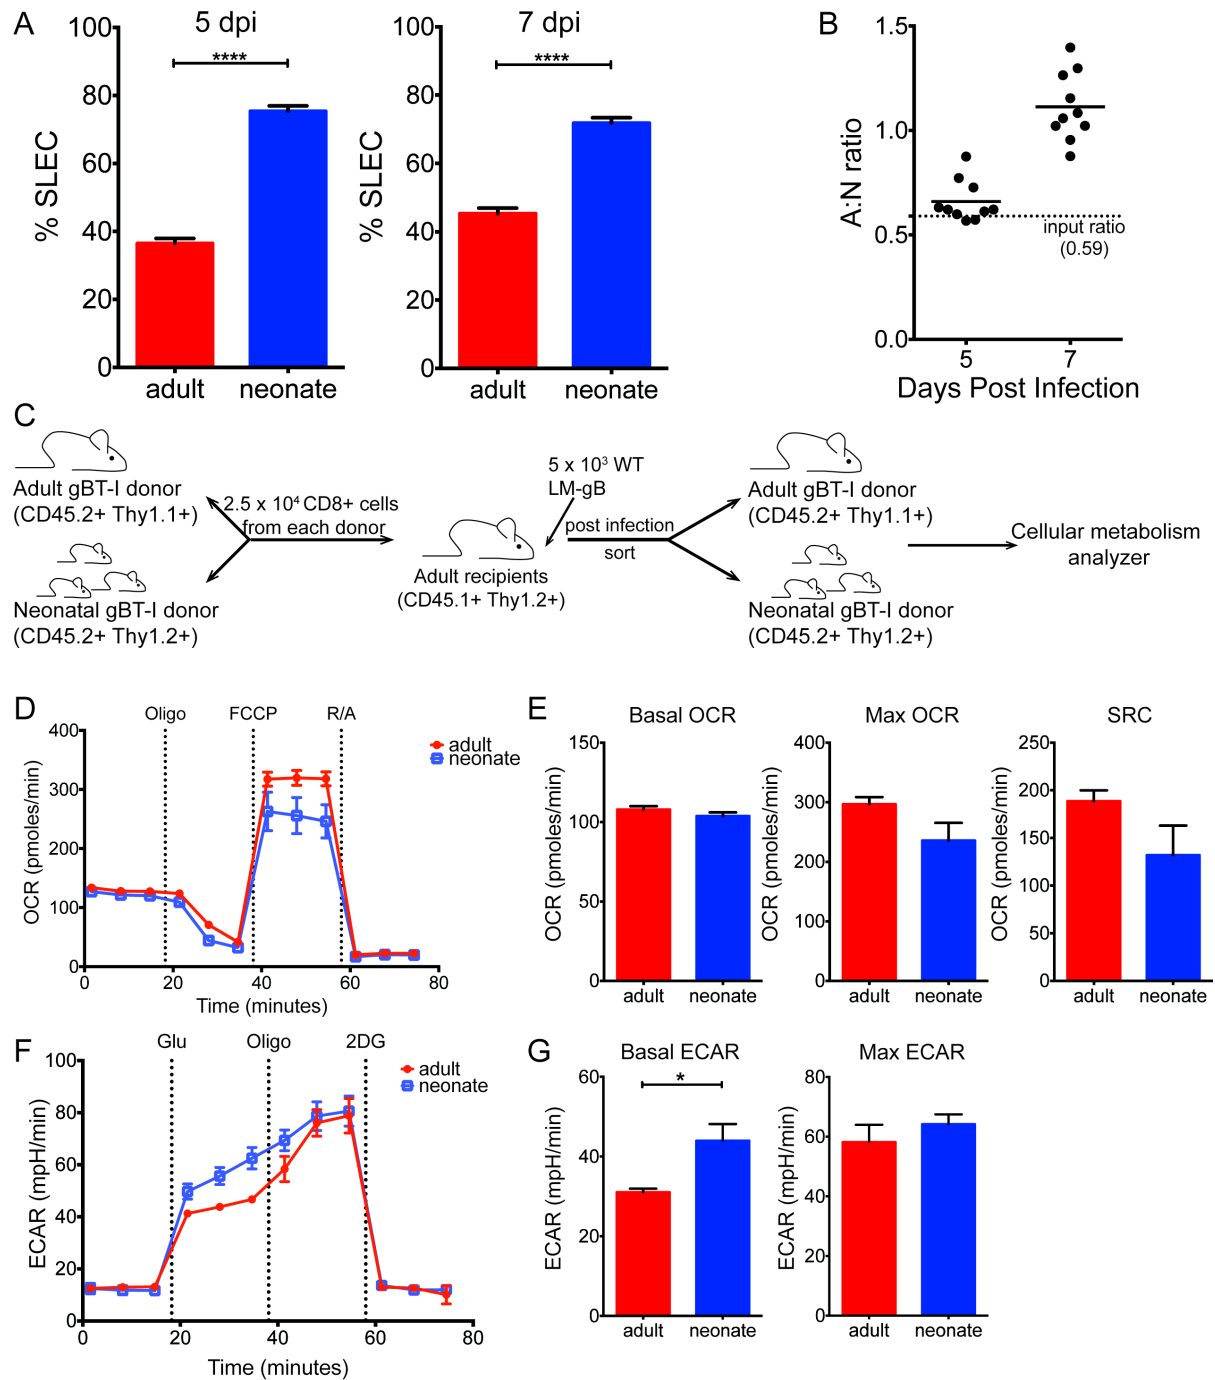 A
5 dpi
100
80
60
40
20
0
% SLEC
****
adult
neonate
7 dpi
100
80
60
40
20
0
% SLEC
****
adult
neonate
B
1.5
1.0
0.5
0.0
A:N ratio
input ratio
(0.59)
5
7
Days Post Infection
C
Adult gBT-I donor
(CD45.2+ Thy1.1+)
Neonatal gBT-I donor
(CD45.2+ Thy1.2+)
2.5 x 10⁴ CD8+ cells
from each donor
5 x 10³ WT
LM-gB
Adult recipients
(CD45.1+ Thy1.2+)
post infection
sort
Adult gBT-I donor
(CD45.2+ Thy1.1+)
Neonatal gBT-I donor
(CD45.2+ Thy1.2+)
Cellular metabolism
analyzer
D
Oligo
FCCP
R/A
400
300
200
100
0
OCR (pmoles/min)
adult
neonate
0
20
40
60
80
Time (minutes)
E
Basal OCR
150
100
50
0
OCR (pmoles/min)
adult
neonate
Max OCR
400
300
200
100
0
OCR (pmoles/min)
adult
neonate
SRC
250
200
150
100
50
0
OCR (pmoles/min)
adult
neonate
F
Glu
Oligo
2DG
100
80
60
40
20
0
ECAR (mpH/min)
adult
neonate
0
20
40
60
80
Time (minutes)
G
Basal ECAR
60
40
20
0
ECAR (mpH/min)
*
adult
neonate
Max ECAR
80
60
40
20
0
ECAR (mpH/min)
adult
neonate